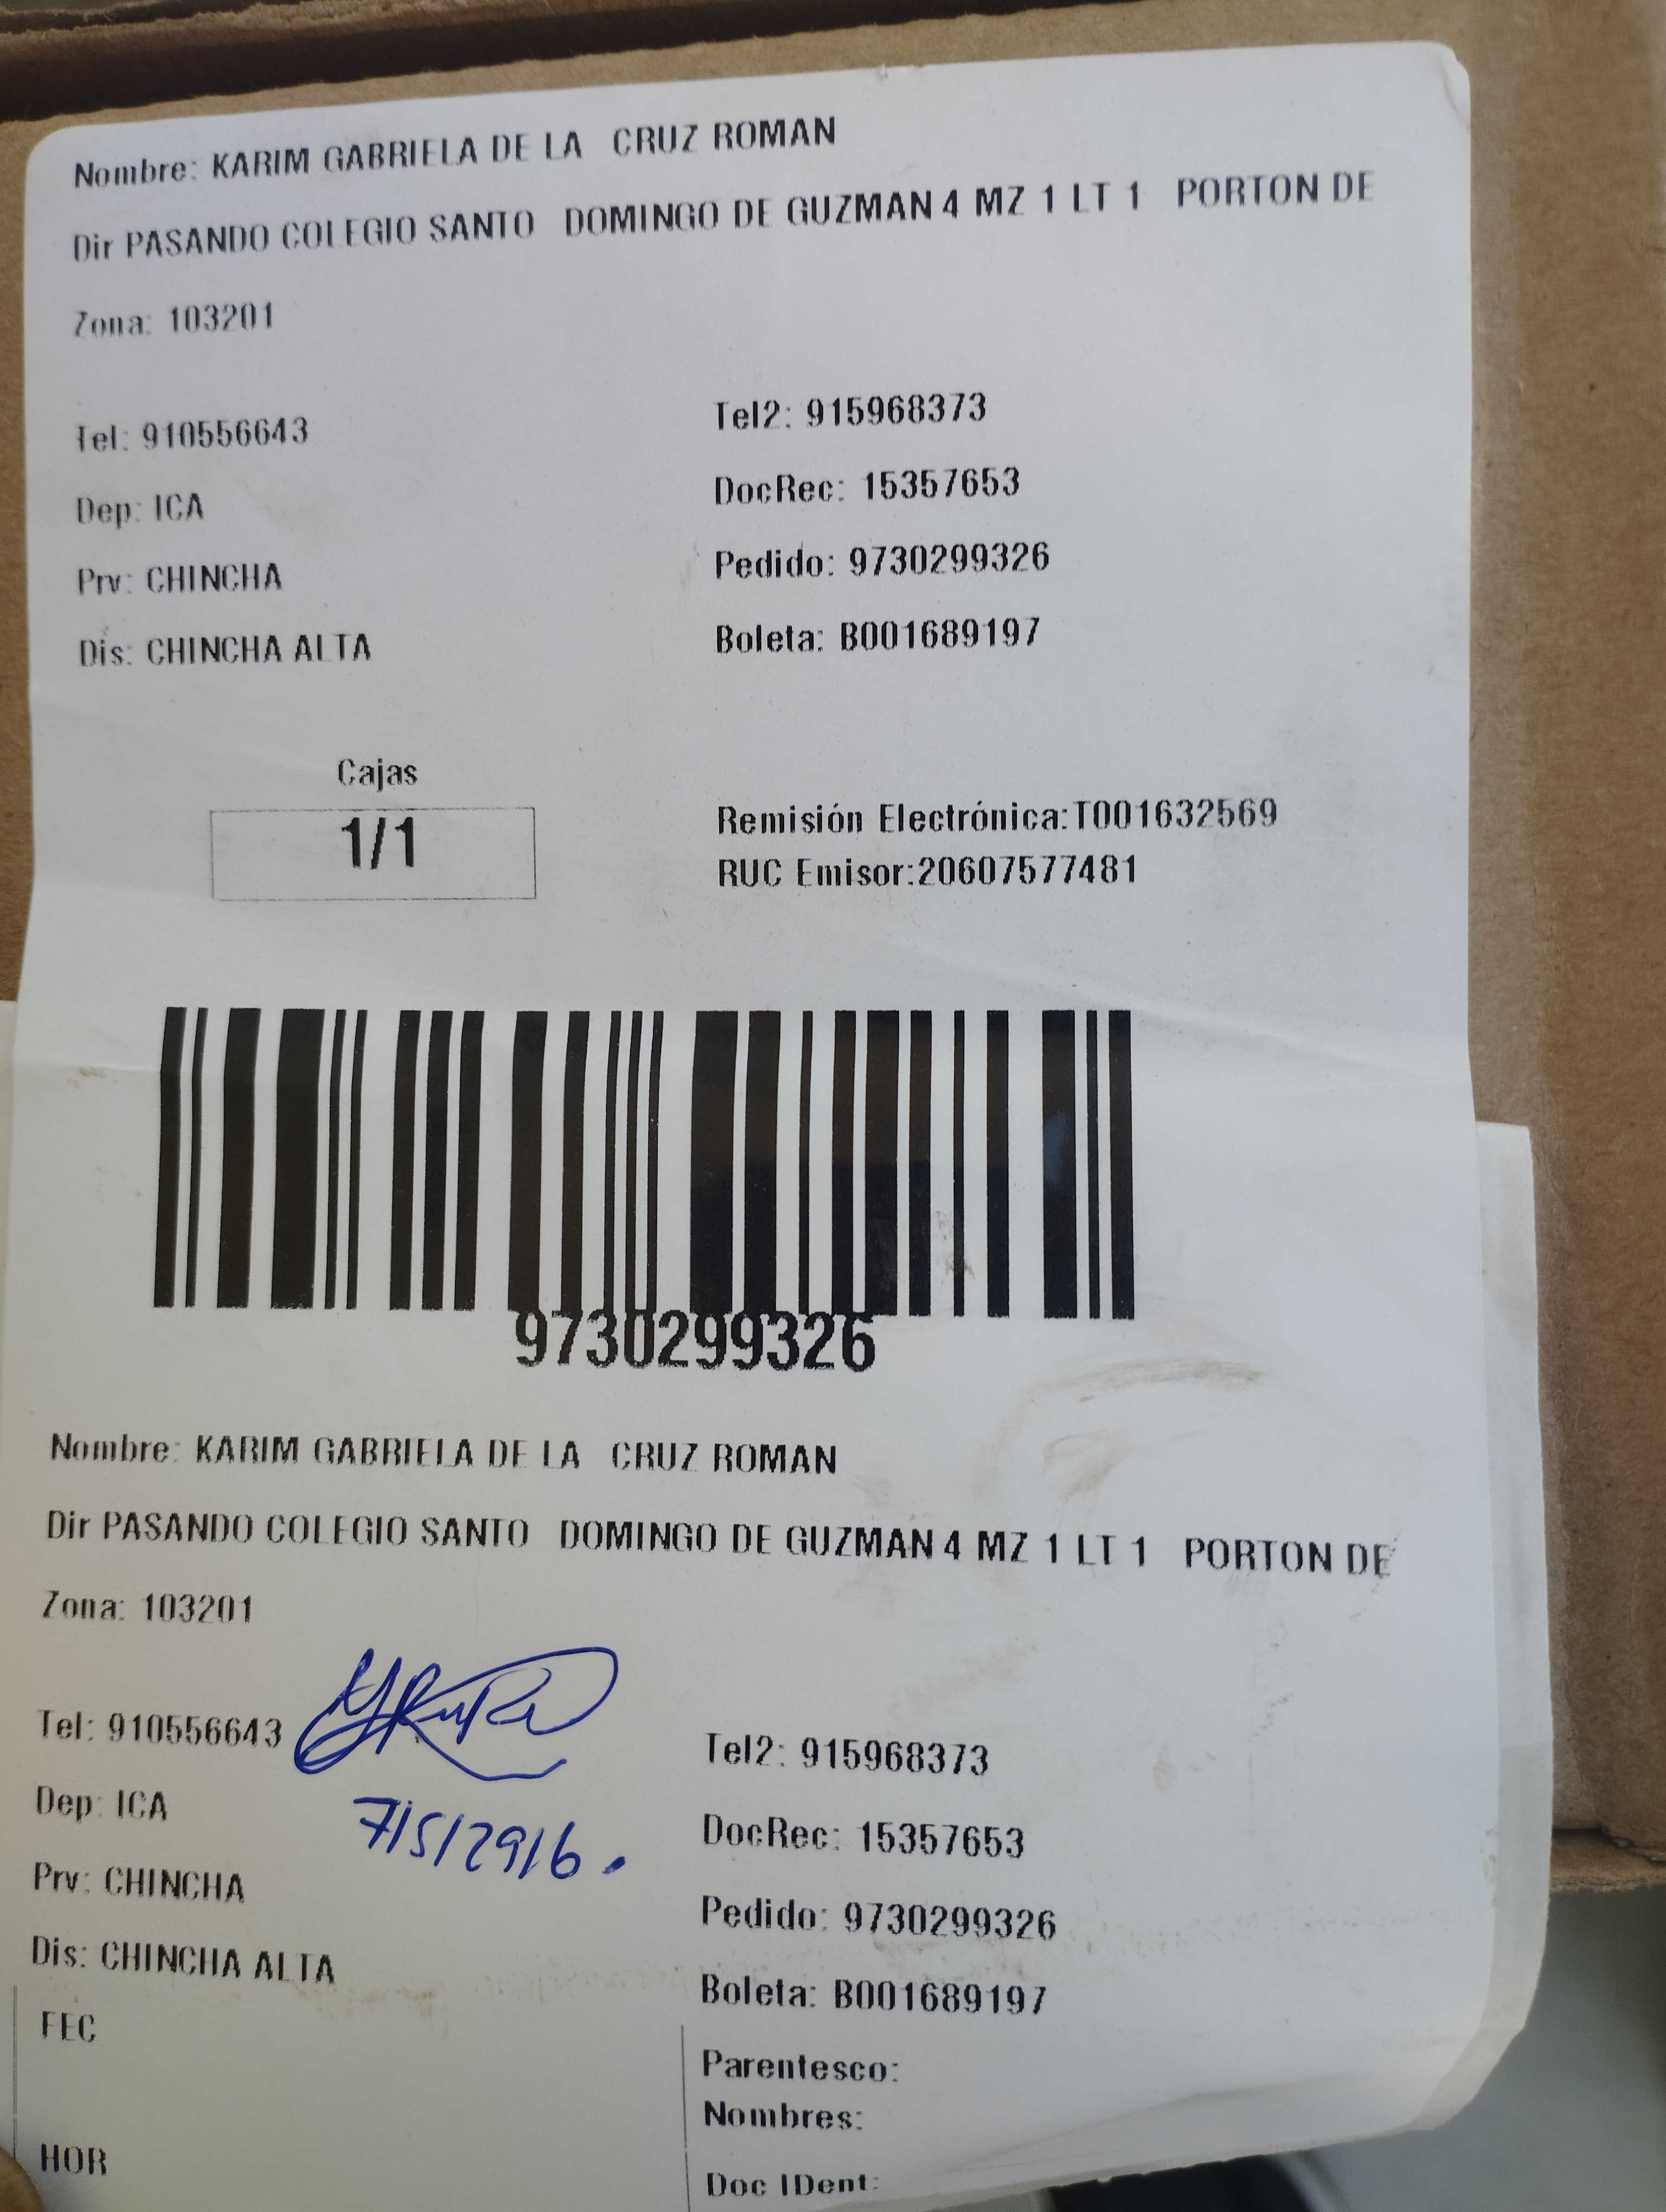 Nombre: KARIM GABRIELA DE LA CRUZ ROMAN
Dir PASANDO COLEGIO SANTO DOMINGO DE GUZMAN 4 MZ 1 LT 1 PORTON DE
Zona: 103201
Tel: 910556643 Tel2: 915968373
Dep: ICA DocRec: 15357653
Prv: CHINCHA Pedido: 9730299326
Dis: CHINCHA ALTA Boleta: B001689197
Cajas
1/1
Remisión Electrónica:T001632569
RUC Emisor:20607577481
9730299326
Nombre: KARIM GABRIELA DE LA CRUZ ROMAN
Dir PASANDO COLEGIO SANTO DOMINGO DE GUZMAN 4 MZ 1 LT 1 PORTON DE
Zona: 103201
Tel: 910556643 Tel2: 915968373
Dep: ICA 7/5/2916. DocRec: 15357653
Prv: CHINCHA Pedido: 9730299326
Dis: CHINCHA ALTA Boleta: B001689197
FEC
Parentesco:
Nombres:
HOR
Doc IDent: